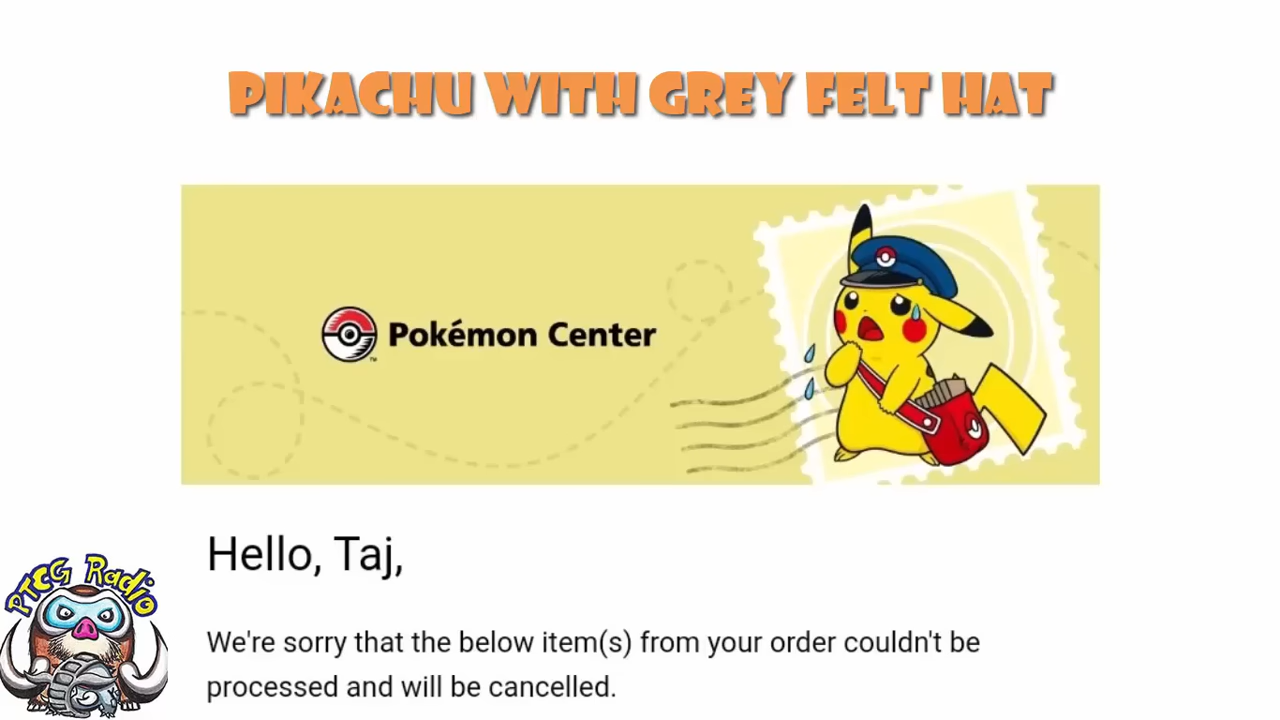 PIKACHU WITH GREY FELT HAT
Pokémon Center
TM
Hello, Taj,
PTCG Radio
We're sorry that the below item(s) from your order couldn't be
processed and will be cancelled.